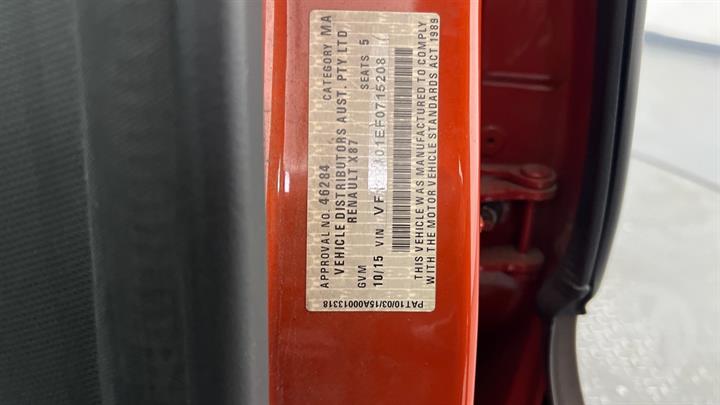 APPROVAL NO. 46284 CATEGORY MA
VEHICLE DISTRIBUTORS AUST. PTY LTD
RENAULT X87
GVM SEATS 5
10/15 VIN
THIS VEHICLE WAS MANUFACTURED TO COMPLY
WITH THE MOTOR VEHICLE STANDARDS ACT 1989
PAT10/03/15A00013318